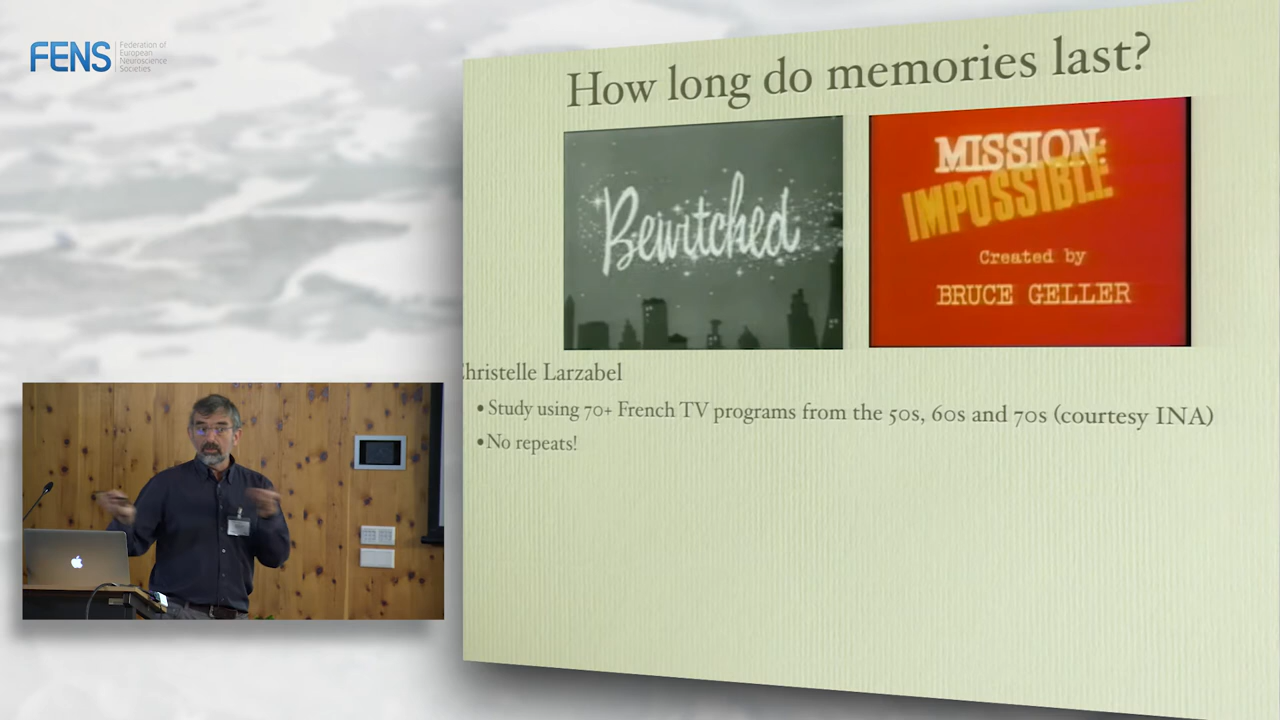 FENS
Federation of
European
Neuroscience
Societies
How long do memories last?
Bewitched
MISSION:
IMPOSSIBLE
Created by
BRUCE GELLER
hristelle Larzabel
•Study using 70+ French TV programs from the 50s, 60s and 70s (courtesy INA)
•No repeats!